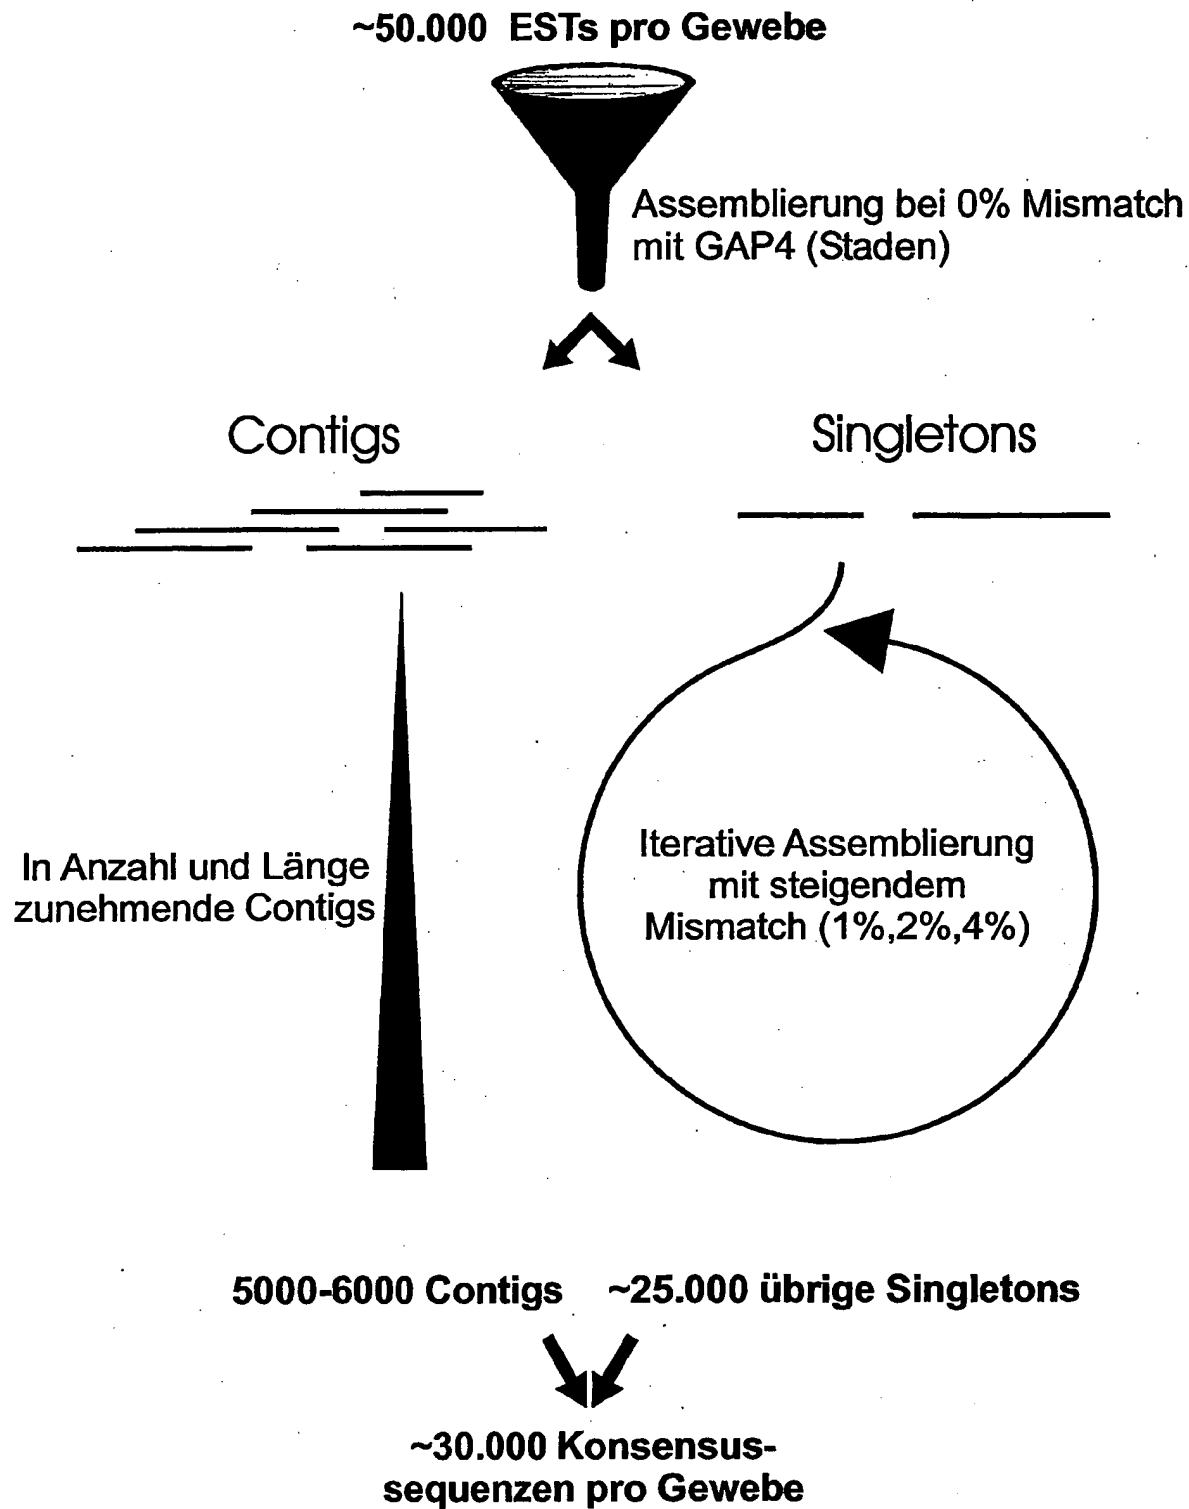 ~50.000 ESTs pro Gewebe
Assemblierung bei 0% Mismatch
mit GAP4 (Staden)
Contigs
Singletons
In Anzahl und Länge
zunehmende Contigs
Iterative Assemblierung
mit steigendem
Mismatch (1%,2%,4%)
5000-6000 Contigs
~25.000 übrige Singletons
~30.000 Konsensus-
sequenzen pro Gewebe